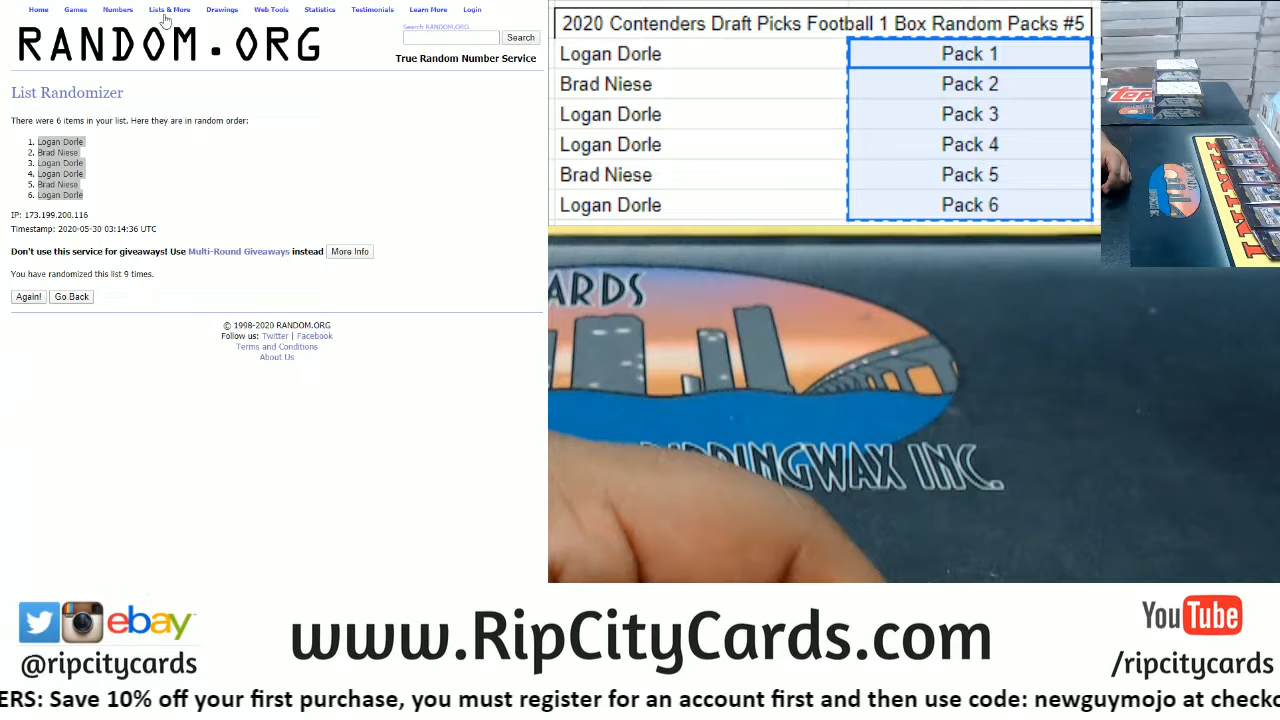 Home Games Numbers Lists & More Drawings Web Tools Statistics Testimonials Learn More Login
RANDOM.ORG
Search RANDOM.ORG
Search
True Random Number Service
List Randomizer
There were 6 items in your list. Here they are in random order:
1. Logan Dorle
2. Brad Niese
3. Logan Dorle
4. Logan Dorle
5. Brad Niese
6. Logan Dorle
IP: 173.199.200.116
Timestamp: 2020-05-30 03:14:36 UTC
Don't use this service for giveaways! Use Multi-Round Giveaways instead More Info
You have randomized this list 9 times.
Again! Go Back
© 1998-2020 RANDOM.ORG
Follow us: Twitter | Facebook
Terms and Conditions
About Us
2020 Contenders Draft Picks Football 1 Box Random Packs #5
Logan Dorle Pack 1
Brad Niese Pack 2
Logan Dorle Pack 3
Logan Dorle Pack 4
Brad Niese Pack 5
Logan Dorle Pack 6
ARDS
WAX INC.
ebay
@ripcitycards
www.RipCityCards.com
YouTube
/ripcitycards
ERS: Save 10% off your first purchase, you must register for an account first and then use code: newguymojo at checko